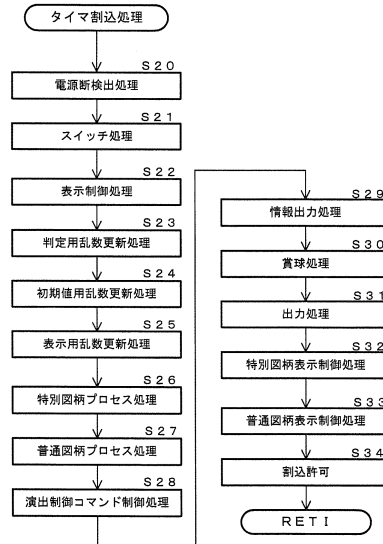 タイマ割込処理
S20
電源断検出処理
S21
スイッチ処理
S22
表示制御処理
S23
判定用乱数更新処理
S24
初期値用乱数更新処理
S25
表示用乱数更新処理
S26
特別図柄プロセス処理
S27
普通図柄プロセス処理
S28
演出制御コマンド制御処理
S29
情報出力処理
S30
賞球処理
S31
出力処理
S32
特別図柄表示制御処理
S33
普通図柄表示制御処理
S34
割込許可
RETI